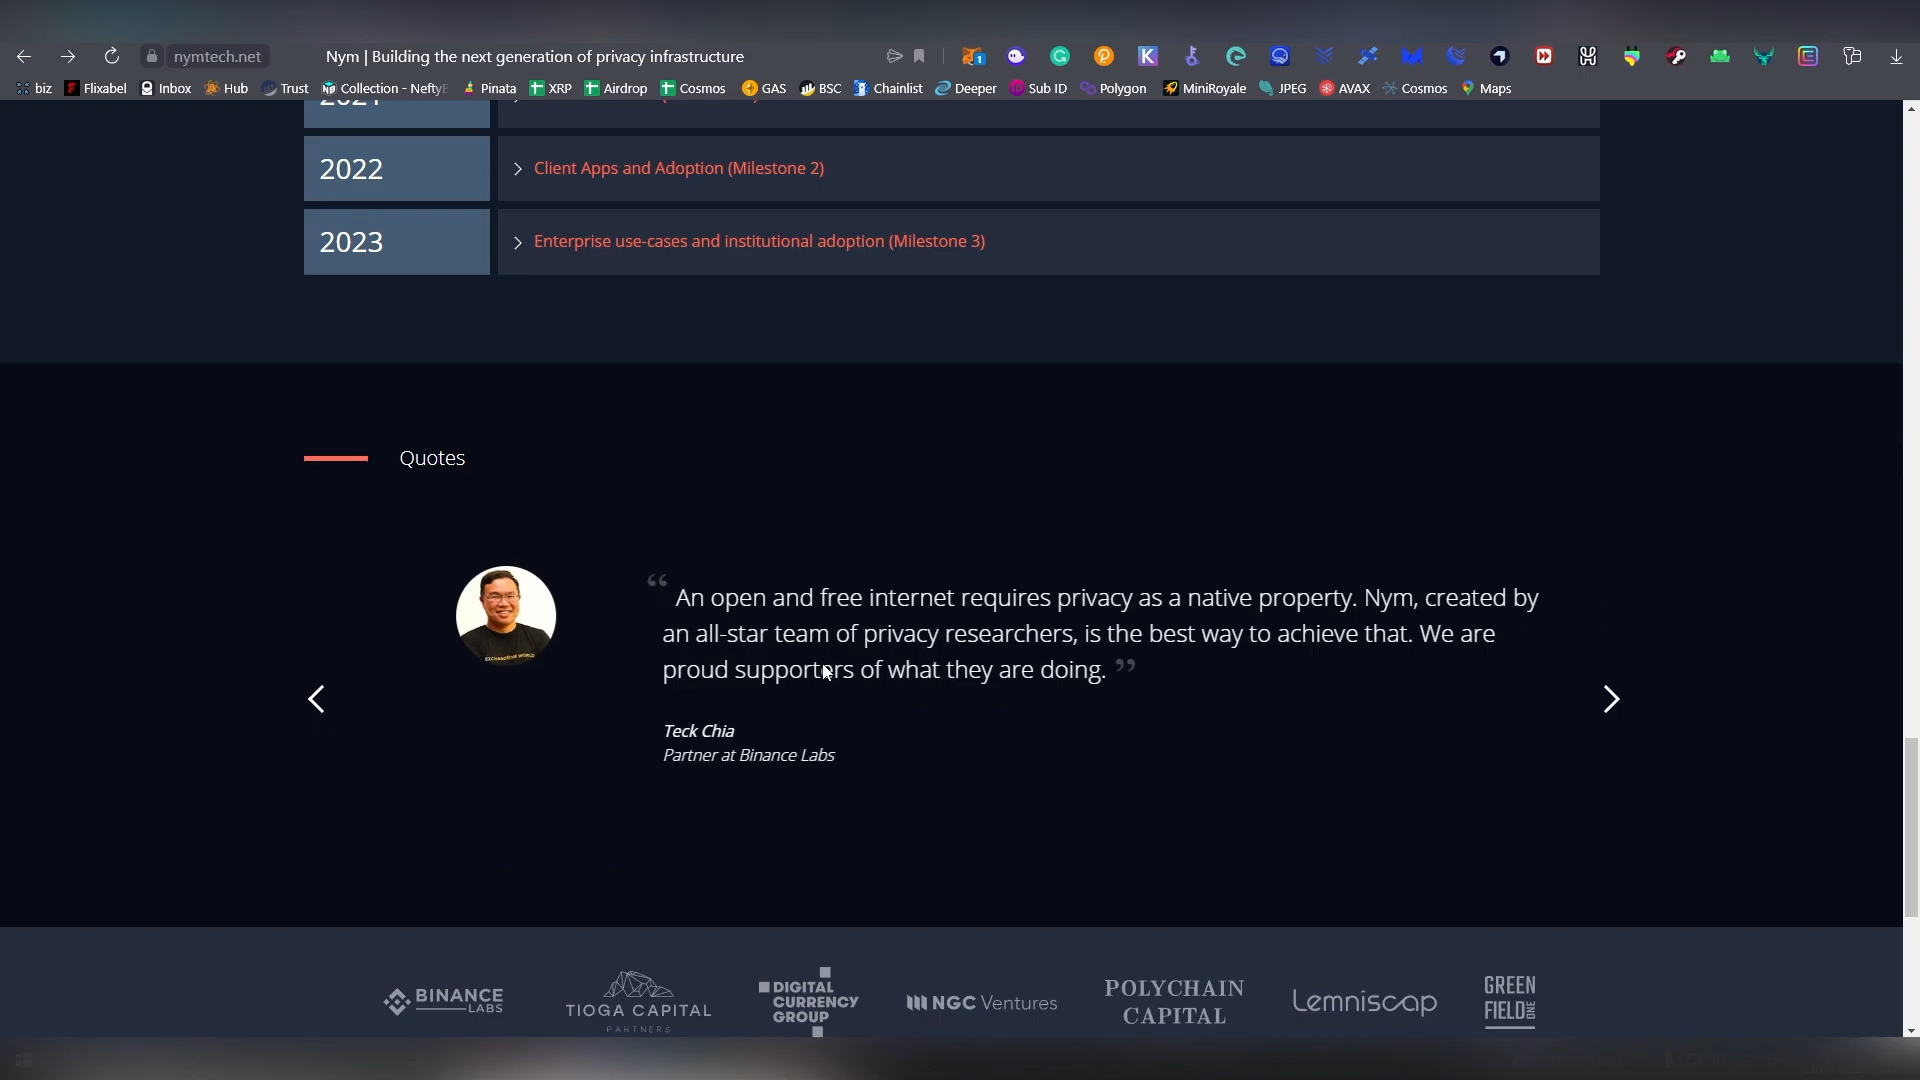 nymtech.net
Nym | Building the next generation of privacy infrastructure
biz Flixabel Inbox Hub Trust Collection - Nefty Pinata XRP Airdrop Cosmos GAS BSC Chainlist Deeper Sub ID Polygon MiniRoyale JPEG AVAX Cosmos Maps
2022
Client Apps and Adoption (Milestone 2)
2023
Enterprise use-cases and institutional adoption (Milestone 3)
Quotes
“ An open and free internet requires privacy as a native property. Nym, created by
an all-star team of privacy researchers, is the best way to achieve that. We are
proud supporters of what they are doing. ”
Teck Chia
Partner at Binance Labs
EXCHANGE THE WORLD
BINANCE
LABS
TIOGA CAPITAL
PARTNERS
DIGITAL
CURRENCY
GROUP
NGC Ventures
POLYCHAIN
CAPITAL
Lemniscap
GREEN
FIELD ONE